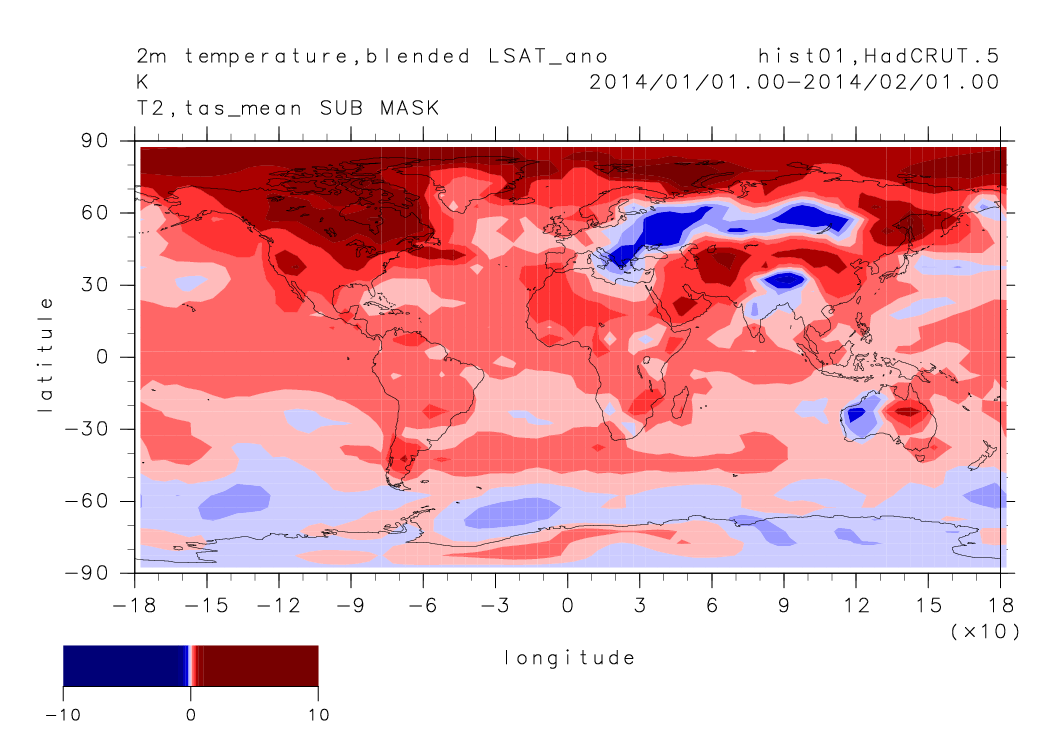 2m temperature,blended LSAT_ano hist01,HadCRUT.5
K 2014/01/01.00-2014/02/01.00
T2,tas_mean SUB MASK
90
60
30
0
-30
-60
-90
latitude
-18 -15 -12 -9 -6 -3 0 3 6 9 12 15 18
(×10)
longitude
-10 0 10